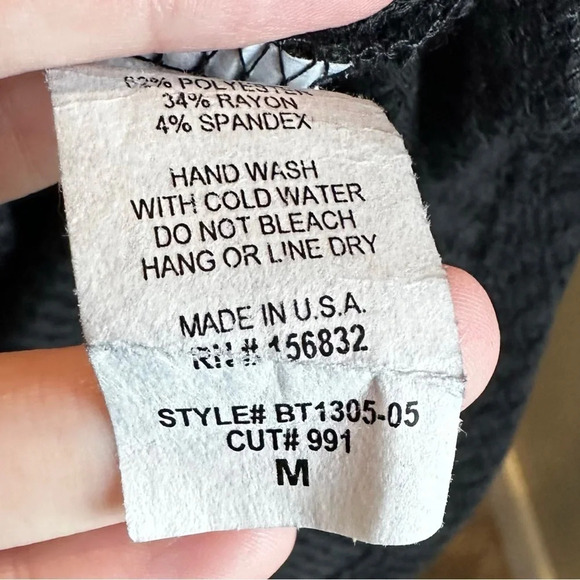 62% POLYESTER
34% RAYON
4% SPANDEX
HAND WASH
WITH COLD WATER
DO NOT BLEACH
HANG OR LINE DRY
MADE IN U.S.A.
RN# 156832
STYLE# BT1305-05
CUT# 991
M